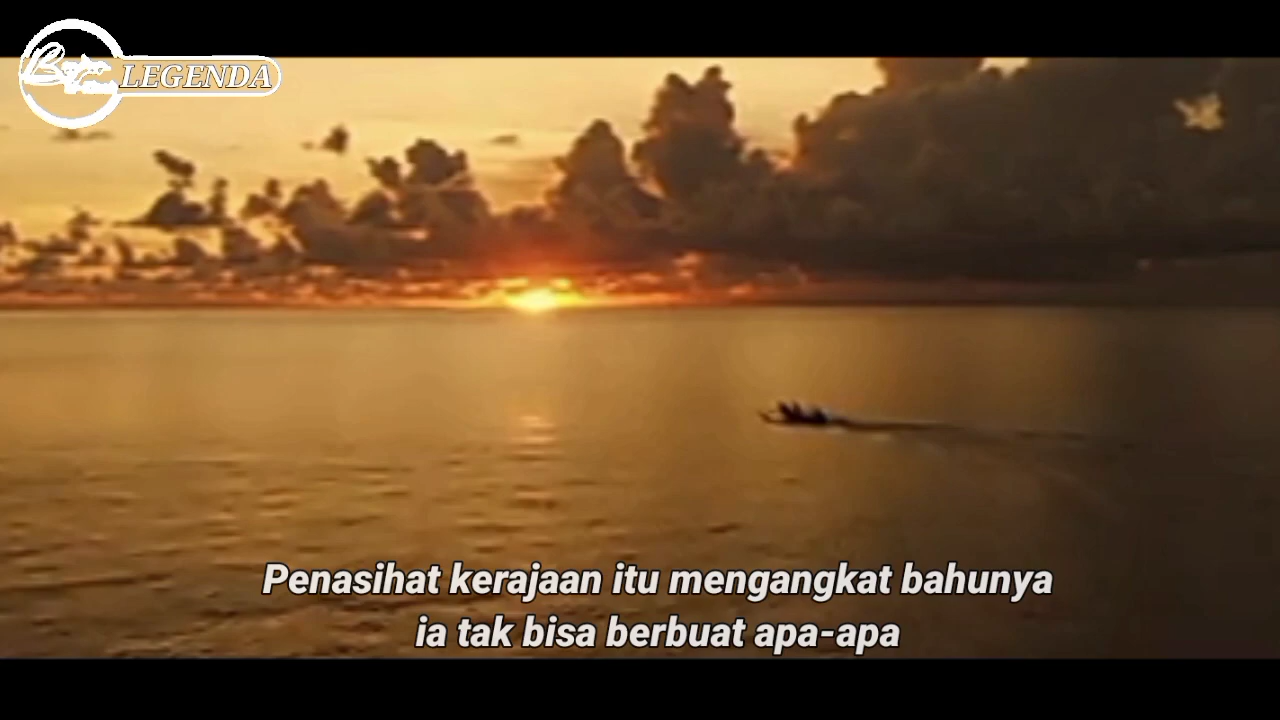 LEGENDA
Penasihat kerajaan itu mengangkat bahunya
ia tak bisa berbuat apa-apa